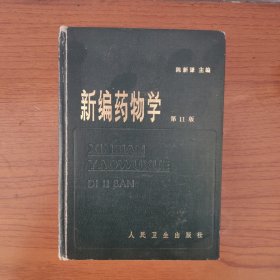 陈新谦 主编
新编药物学
第11版
XINBIAN
YAOWUXUE
DI 11 BAN
人民卫生出版社